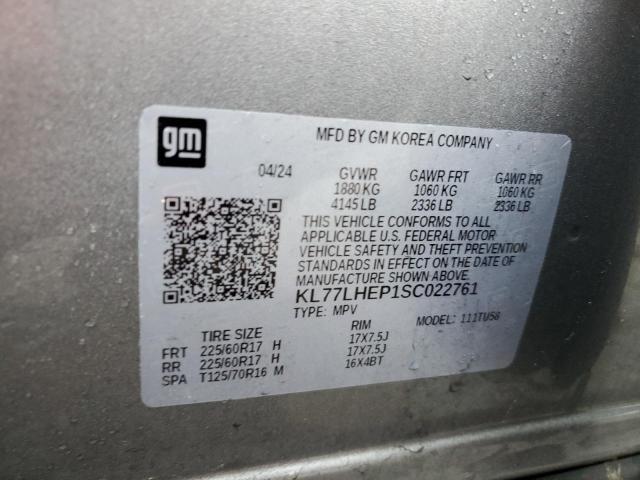 gm
MFD BY GM KOREA COMPANY
04/24 GVWR GAWR FRT GAWR RR
1880 KG 1060 KG 1060 KG
4145 LB 2336 LB 2336 LB
THIS VEHICLE CONFORMS TO ALL
APPLICABLE U.S. FEDERAL MOTOR
VEHICLE SAFETY AND THEFT PREVENTION
STANDARDS IN EFFECT ON THE DATE OF
MANUFACTURE SHOWN ABOVE.
KL77LHEP1SC022761
TYPE: MPV MODEL: 111TU58
TIRE SIZE RIM
FRT 225/60R17 H 17X7.5J
RR 225/60R17 H 17X7.5J
SPA T125/70R16 M 16X4BT